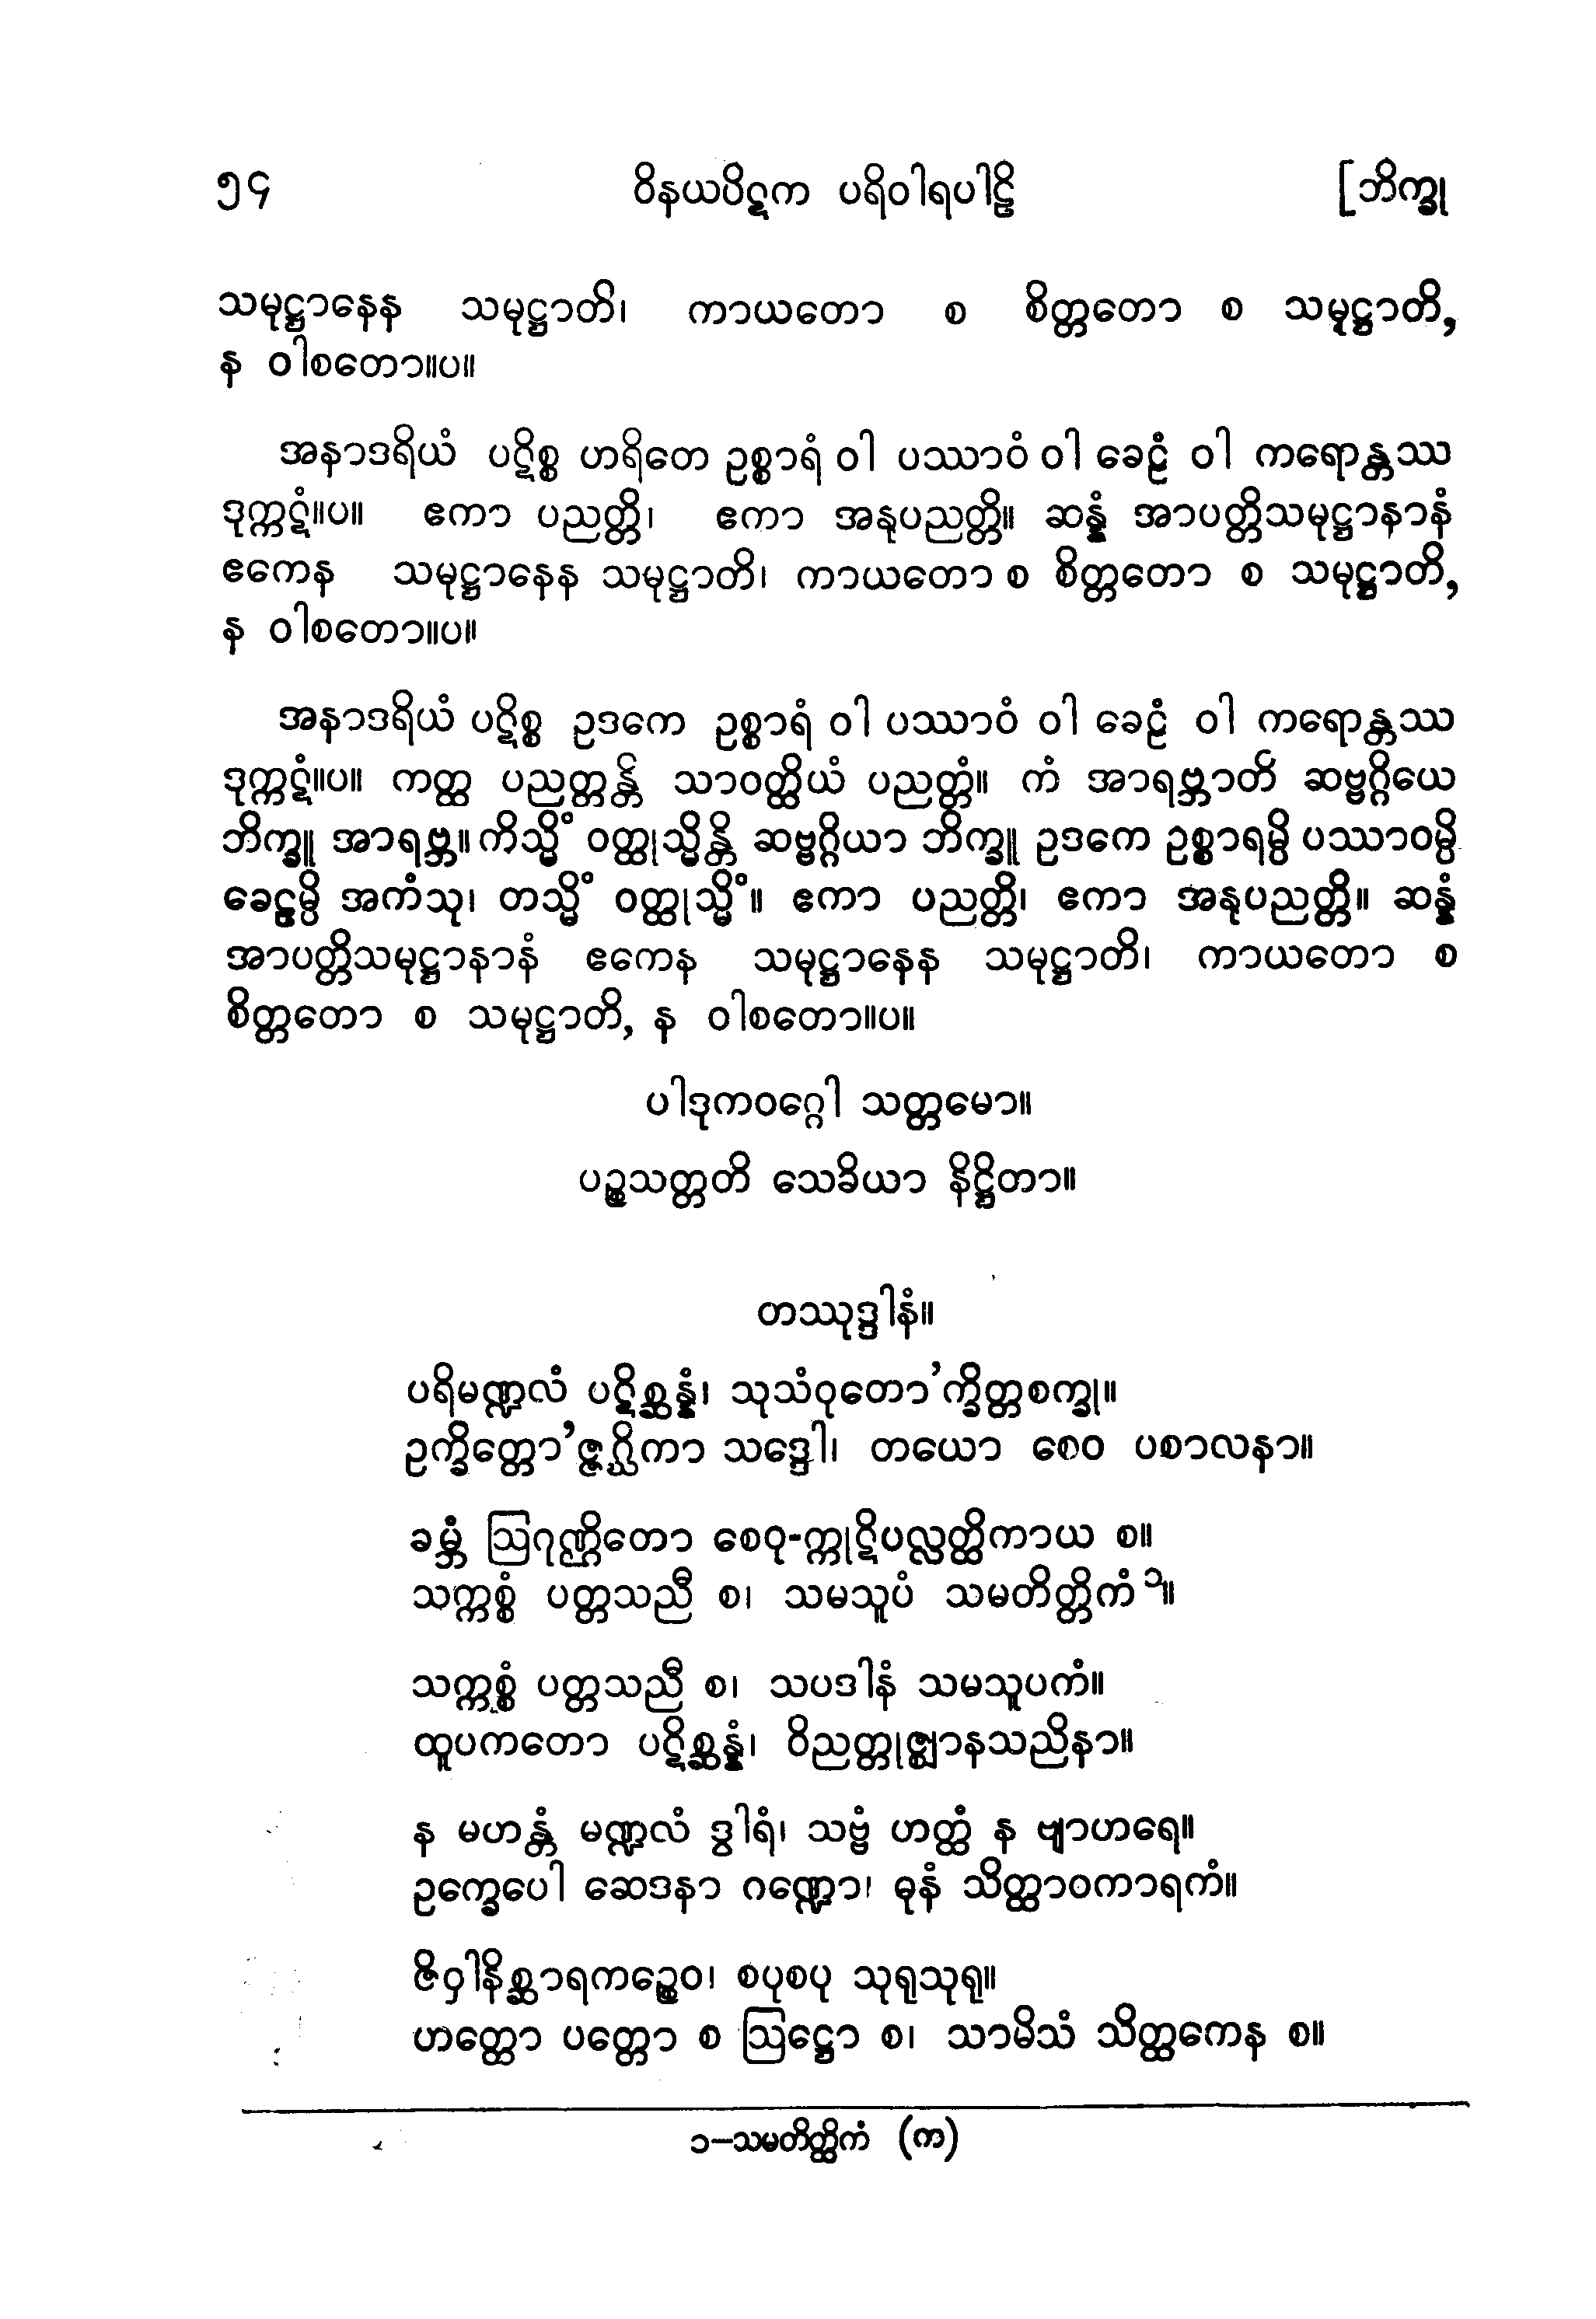 ၅၄ ဝိနယပိဋက ပရိဝါရပါဠိ [ဘိက္ခု
သမုဋ္ဌာနေန သမုဋ္ဌာတိ၊ ကာယတော စ စိတ္တတော စ သမုဋ္ဌာတိ,
န ဝါစတော။ပ။
အနာဒရိယံ ပဋိစ္စ ဟရိတေ ဥစ္စာရံ ဝါ ပဿာဝံ ဝါ ခေဠံ ဝါ ကရောန္တဿ
ဒုက္ကဋံ။ပ။ ဧကာ ပညတ္တိ၊ ဧကာ အနုပညတ္တိ။ ဆန္နံ အာပတ္တိသမုဋ္ဌာနာနံ
ဧကေန သမုဋ္ဌာနေန သမုဋ္ဌာတိ၊ ကာယတော စ စိတ္တတော စ သမုဋ္ဌာတိ,
န ဝါစတော။ပ။
အနာဒရိယံ ပဋိစ္စ ဥဒကေ ဥစ္စာရံ ဝါ ပဿာဝံ ဝါ ခေဠံ ဝါ ကရောန္တဿ
ဒုက္ကဋံ။ပ။ ကတ္ထ ပညတ္တန္တိ သာဝတ္ထိယံ ပညတ္တံ။ ကံ အာရဗ္ဘာတိ ဆဗ္ဗဂ္ဂိယေ
ဘိက္ခူ အာရဗ္ဘ။ ကိသ္မိံ ဝတ္ထုသ္မိန္တိ ဆဗ္ဗဂ္ဂိယာ ဘိက္ခူ ဥဒကေ ဥစ္စာရမ္ပိ ပဿာဝမ္ပိ
ခေဠမ္ပိ အကံသု၊ တသ္မိံ ဝတ္ထုသ္မိံ။ ဧကာ ပညတ္တိ၊ ဧကာ အနုပညတ္တိ။ ဆန္နံ
အာပတ္တိသမုဋ္ဌာနာနံ ဧကေန သမုဋ္ဌာနေန သမုဋ္ဌာတိ၊ ကာယတော စ
စိတ္တတော စ သမုဋ္ဌာတိ, န ဝါစတော။ပ။
ပါဒုကဝဂ္ဂေါ သတ္တမော။
ပဉ္စသတ္တတိ သေခိယာ နိဋ္ဌိတာ။
တဿုဒ္ဒါနံ။
ပရိမဏ္ဍလံ ပဋိစ္ဆန္နံ၊ သုသံဝုတော’က္ခိတ္တစက္ခု။
ဥက္ခိတ္တော’ဇ္ဇဂ္ဃိကာ သဒ္ဒေါ၊ တယော စေဝ ပစာလနာ။
ခမ္ဘံ ဩဂုဏ္ဌိတော စေဝု-က္ကုဋိပလ္လတ္ထိကာယ စ။
သက္ကစ္စံ ပတ္တသညီ စ၊ သမသူပံ သမတိတ္တိကံ ၁။
သက္ကစ္စံ ပတ္တသညီ စ၊ သပဒါနံ သမသူပကံ။
ထူပကတော ပဋိစ္ဆန္နံ၊ ဝိညတ္တုဇ္ဈာနသညိနာ။
န မဟန္တံ မဏ္ဍလံ ဒွါရံ၊ သဗ္ဗံ ဟတ္ထံ န ဗျာဟရေ။
ဥက္ခေပေါ ဆေဒနာ ဂဏ္ဍော၊ ဓုနံ သိတ္ထာဝကာရကံ။
ဇိဝှါနိစ္ဆာရကဉ္စေဝ၊ စပုစပု သုရုသုရု။
ဟတ္ထော ပတ္တော စ ဩဋ္ဌော စ၊ သာမိသံ သိတ္ထကေန စ။
၁–သမတိတ္ထိကံ (က)